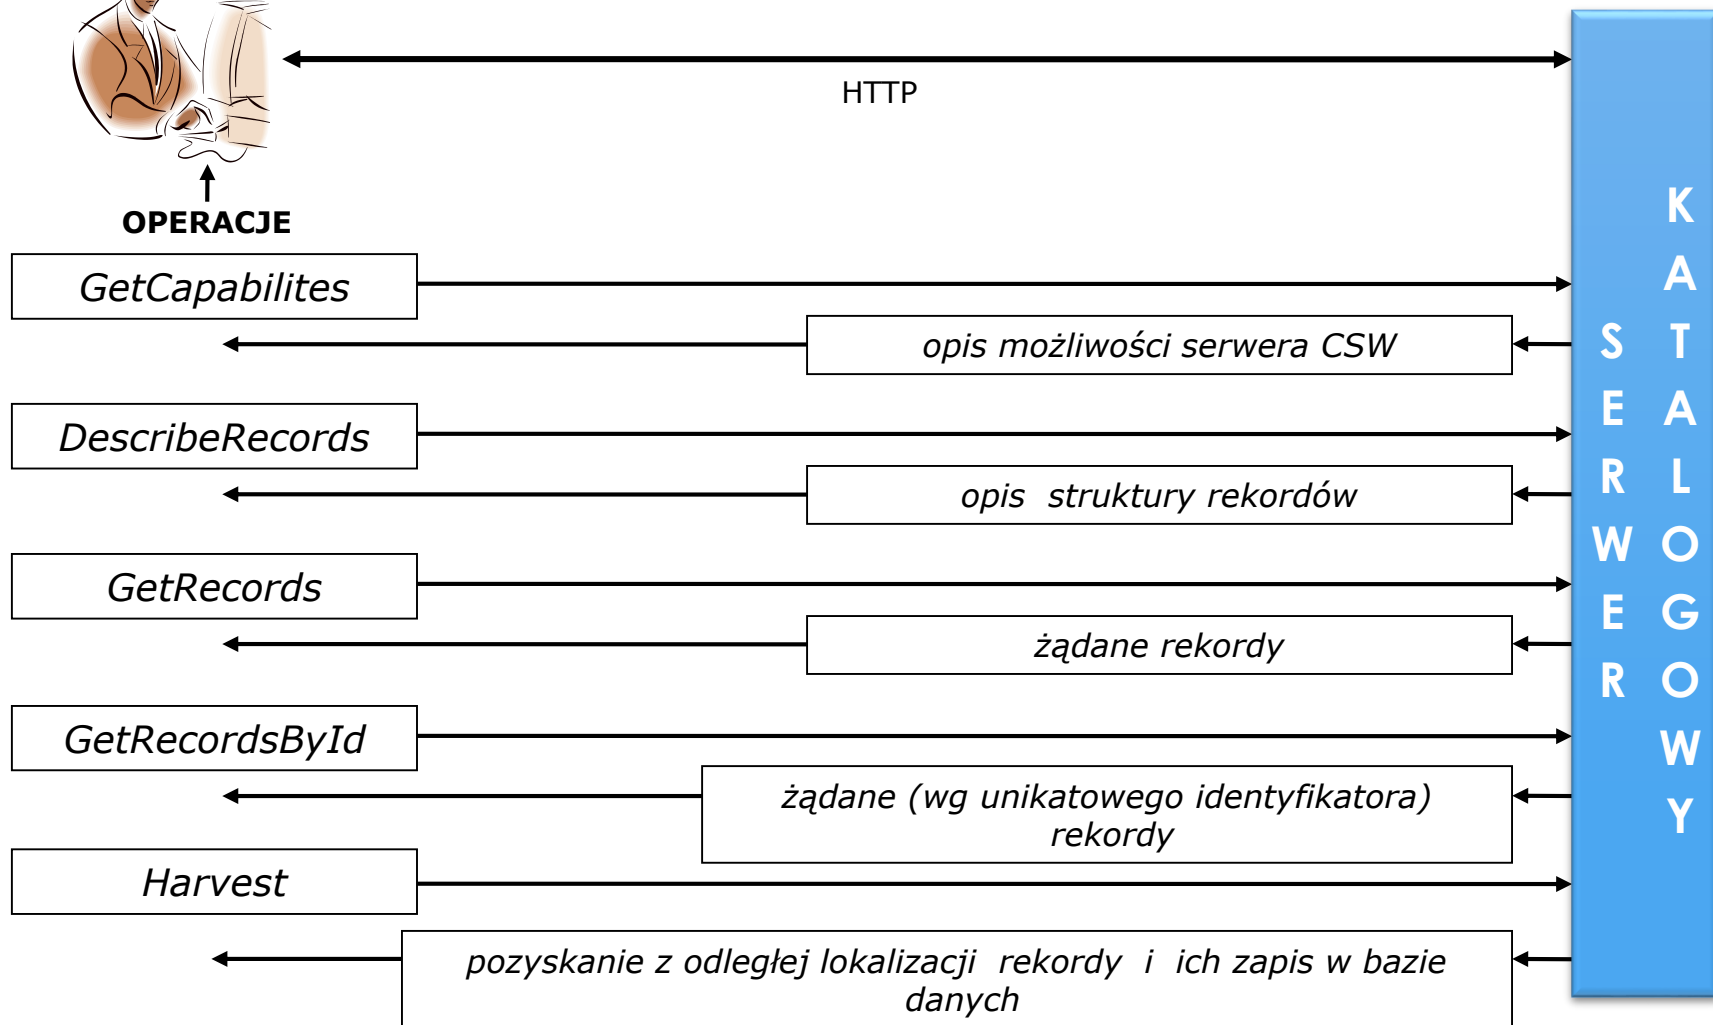 HTTP
OPERACJE
GetCapabilites
opis możliwości serwera CSW
DescribeRecords
opis struktury rekordów
GetRecords
żądane rekordy
GetRecordsById
żądane (wg unikatowego identyfikatora)
rekordy
Harvest
pozyskanie z odległej lokalizacji rekordy i ich zapis w bazie
danych
SERWER
KATALOGOWY